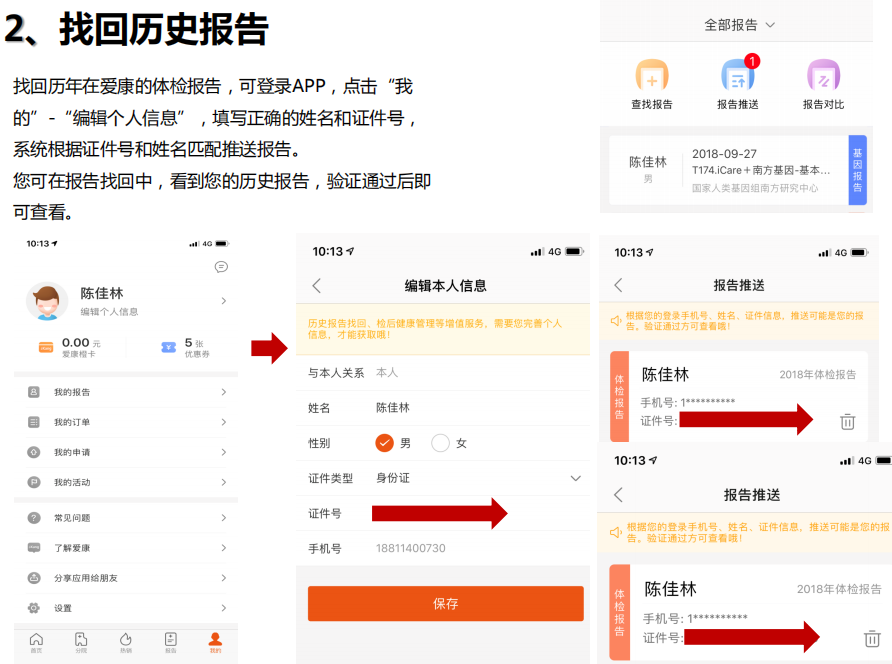 2、找回历史报告
找回历年在爱康的体检报告，可登录APP，点击“我
的”-“编辑个人信息”，填写正确的姓名和证件号，
系统根据证件号和姓名匹配推送报告。
您可在报告找回中，看到您的历史报告，验证通过后即
可查看。
全部报告
1
查找报告 报告推送 报告对比
陈佳林
男
2018-09-27
T174.iCare＋南方基因-基本...
国家人类基因组南方研究中心
基因报告
10:13 4G
陈佳林
编辑个人信息
0.00 元
爱康橙卡
5 张
优惠券
我的报告
我的订单
我的申请
我的活动
常见问题
了解爱康
分享应用给朋友
设置
首页 分院 热销 报告 我的
10:13 4G
编辑本人信息
历史报告找回、检后健康管理等增值服务，需要您完善个人
信息，才能获取哦！
与本人关系 本人
姓名 陈佳林
性别 男 女
证件类型 身份证
证件号
手机号 18811400730
保存
10:13 4G
报告推送
根据您的登录手机号、姓名、证件信息，推送可能是您的报
告。验证通过方可查看哦！
体检报告
陈佳林 2018年体检报告
手机号: 1**********
证件号:
10:13 4G
报告推送
根据您的登录手机号、姓名、证件信息，推送可能是您的报
告。验证通过方可查看哦！
体检报告
陈佳林 2018年体检报告
手机号: 1**********
证件号: